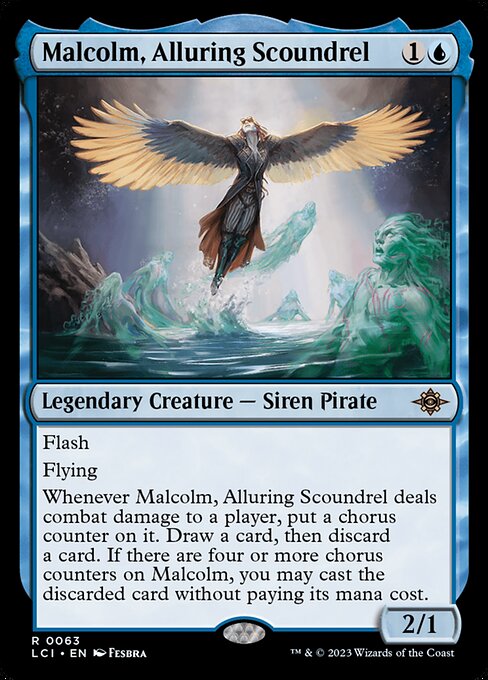 Malcolm, Alluring Scoundrel 1
Legendary Creature — Siren Pirate
Flash
Flying
Whenever Malcolm, Alluring Scoundrel deals
combat damage to a player, put a chorus
counter on it. Draw a card, then discard
a card. If there are four or more chorus
counters on Malcolm, you may cast the
discarded card without paying its mana cost.
2/1
R 0063
LCI • EN Fesbra
™ & © 2023 Wizards of the Coast